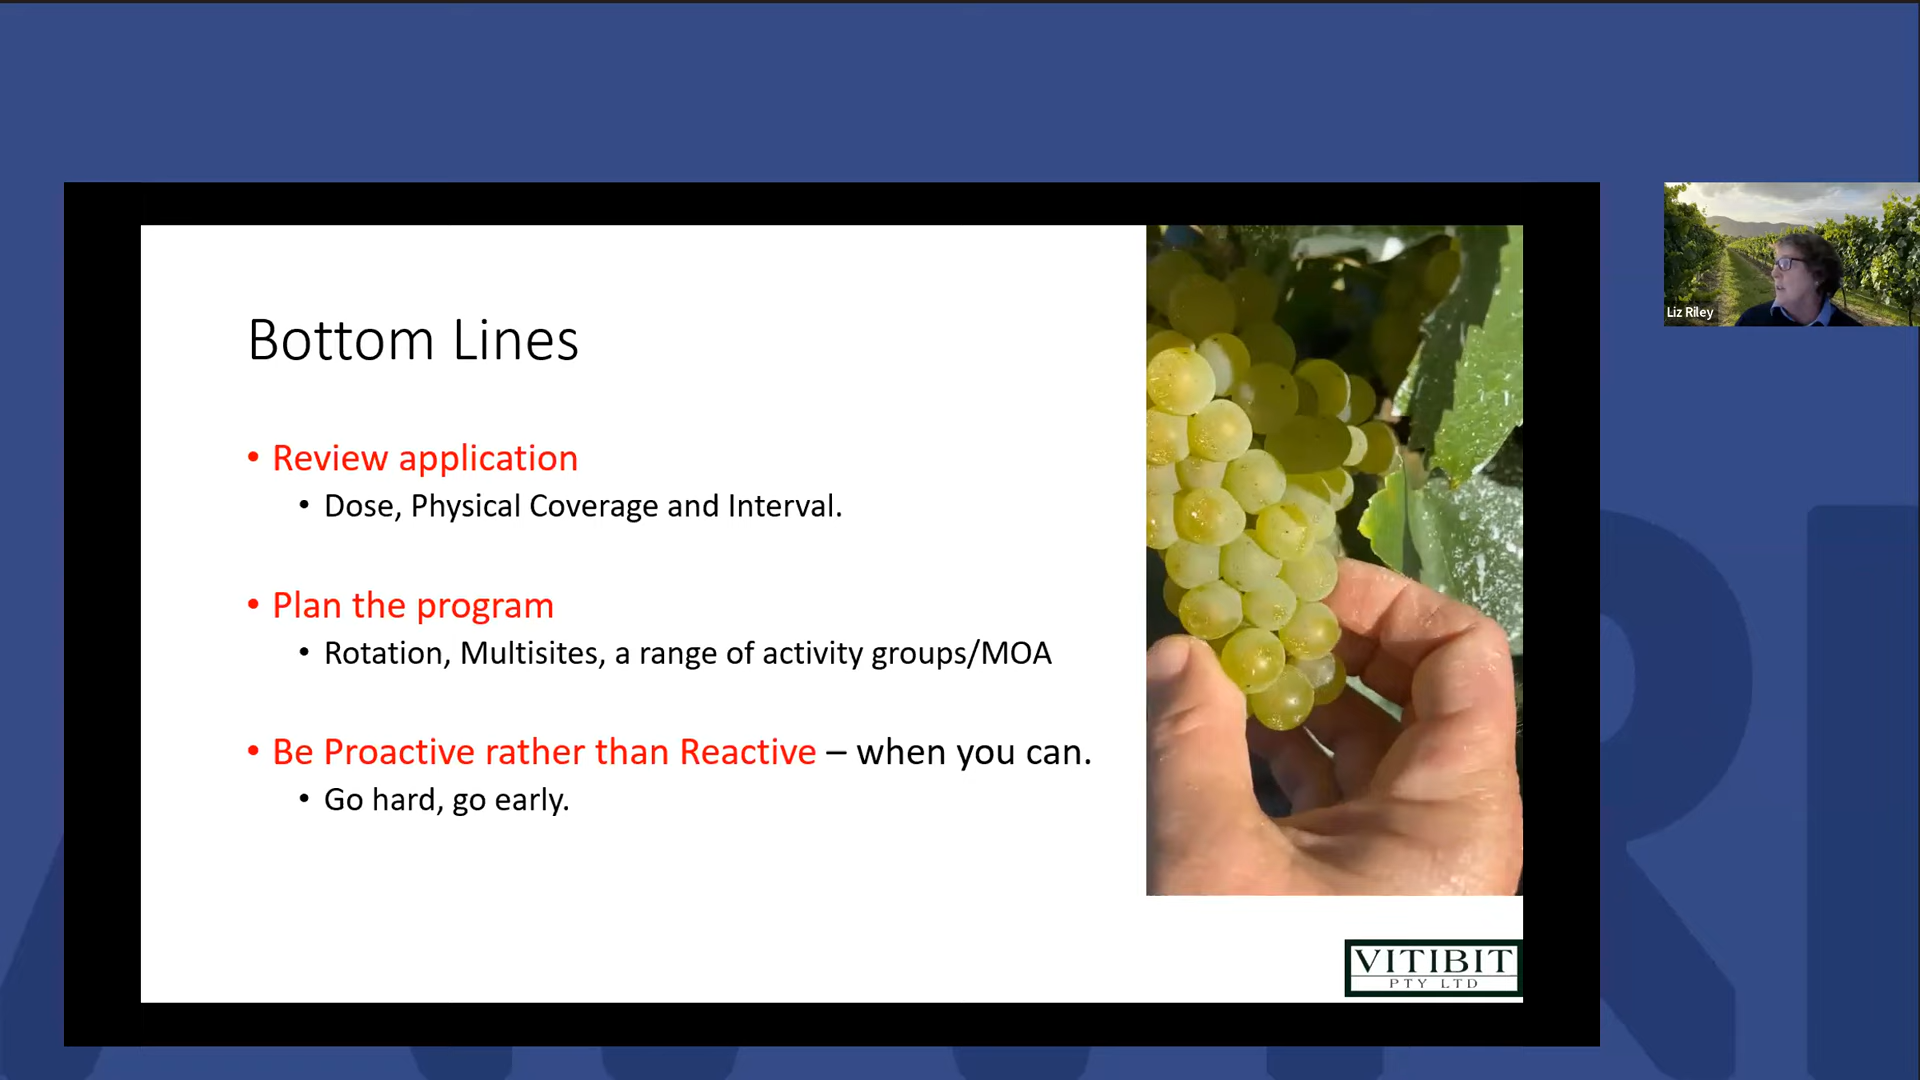 Bottom Lines
• Review application
• Dose, Physical Coverage and Interval.
• Plan the program
• Rotation, Multisites, a range of activity groups/MOA
• Be Proactive rather than Reactive – when you can.
• Go hard, go early.
VITIBIT
PTY LTD
Liz Riley